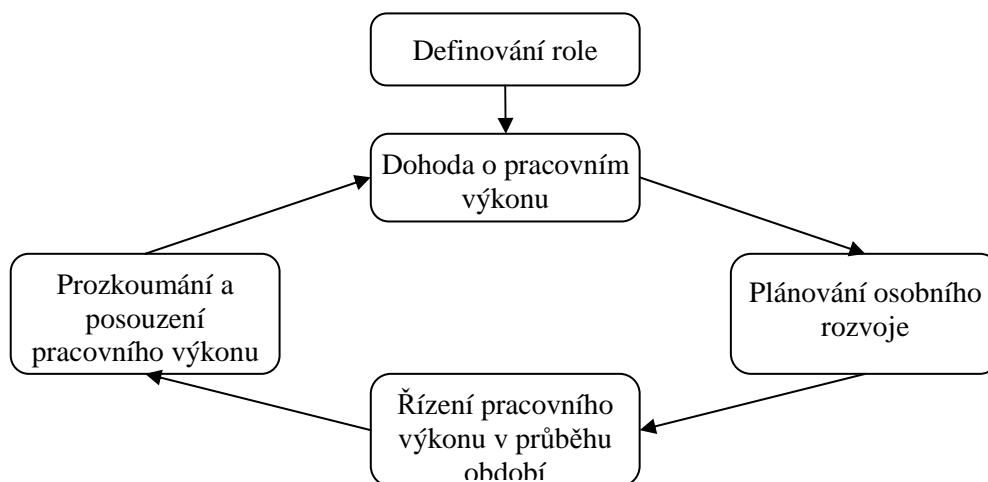 Definování role
Dohoda o pracovním
výkonu
Prozkoumání a
posouzení
pracovního výkonu
Plánování osobního
rozvoje
Řízení pracovního
výkonu v průběhu
období